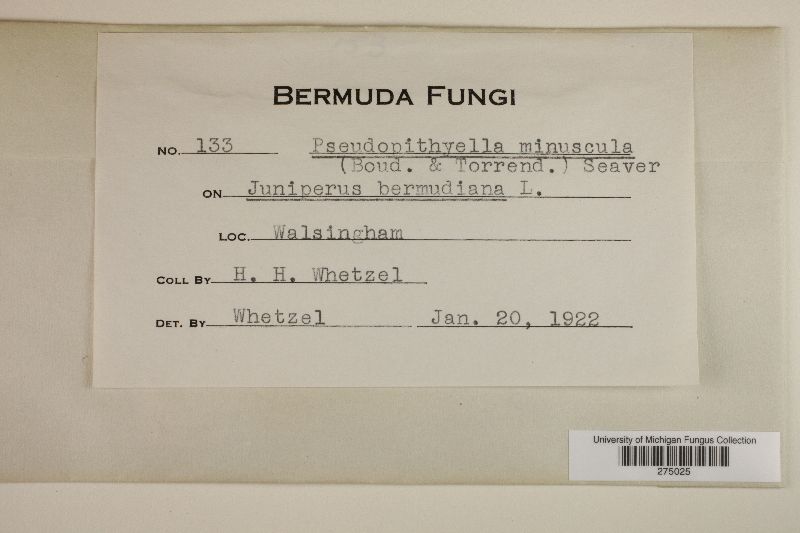 BERMUDA FUNGI
NO. 133 Pseudopithyella minuscula
(Boud. & Torrend.) Seaver
ON Juniperus bermudiana L.
LOC. Walsingham
COLL BY H. H. Whetzel
DET. BY Whetzel Jan. 20, 1922
University of Michigan Fungus Collection
275025